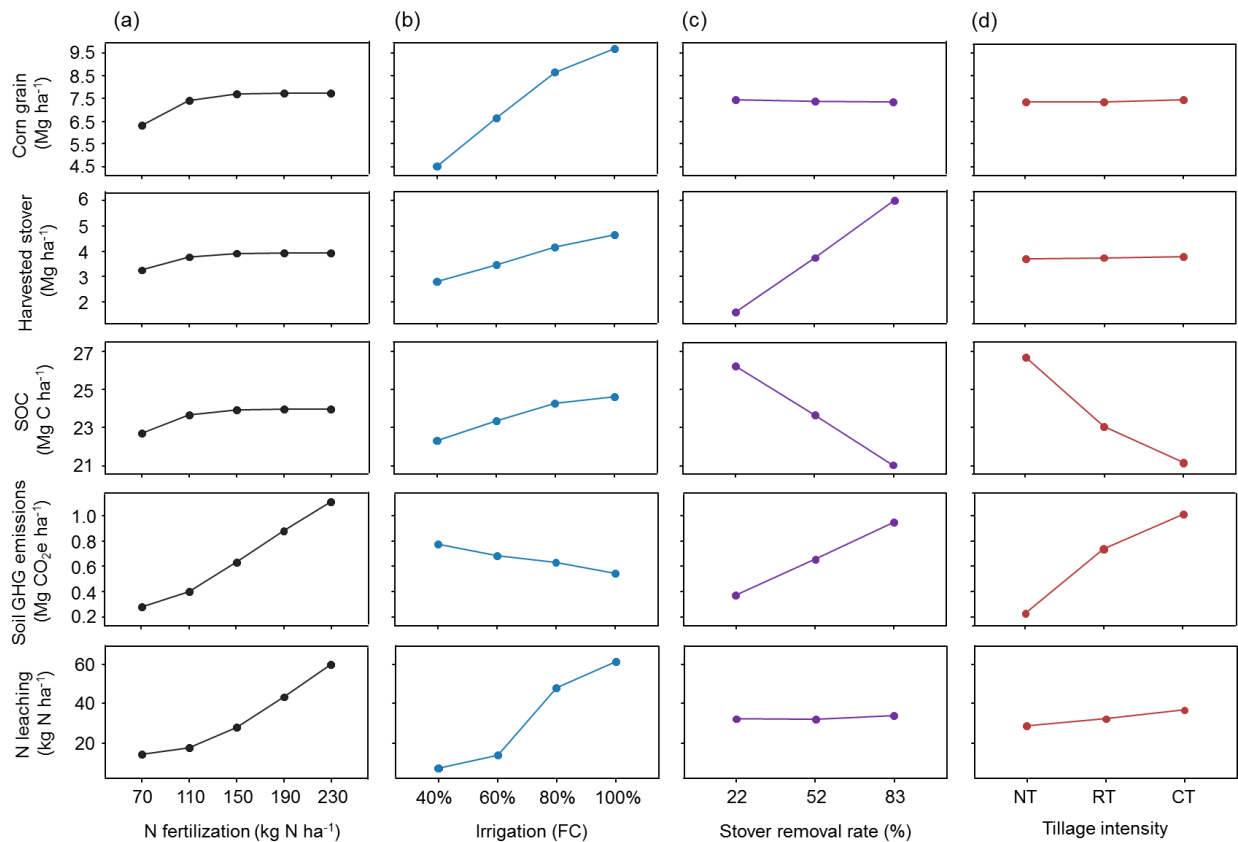 (a)
(b)
(c)
(d)
Corn grain
(Mg ha⁻¹)
9.5
8.5
7.5
6.5
5.5
4.5
Harvested stover
(Mg ha⁻¹)
6
5
4
3
2
SOC
(Mg C ha⁻¹)
27
25
23
21
Soil GHG emissions
(Mg CO₂e ha⁻¹)
1.0
0.8
0.6
0.4
0.2
N leaching
(kg N ha⁻¹)
60
40
20
70 110 150 190 230
40% 60% 80% 100%
22 52 83
NT RT CT
N fertilization (kg N ha⁻¹)
Irrigation (FC)
Stover removal rate (%)
Tillage intensity